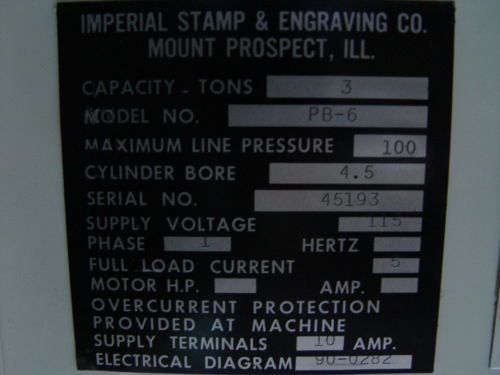 IMPERIAL STAMP & ENGRAVING CO.
MOUNT PROSPECT, ILL.
CAPACITY - TONS 3
MODEL NO. PB-6
MAXIMUM LINE PRESSURE 100
CYLINDER BORE 4.5
SERIAL NO. 45193
SUPPLY VOLTAGE 115
PHASE 1 HERTZ
FULL LOAD CURRENT 5
MOTOR H.P. AMP.
OVERCURRENT PROTECTION
PROVIDED AT MACHINE
SUPPLY TERMINALS 10 AMP.
ELECTRICAL DIAGRAM 90-0282